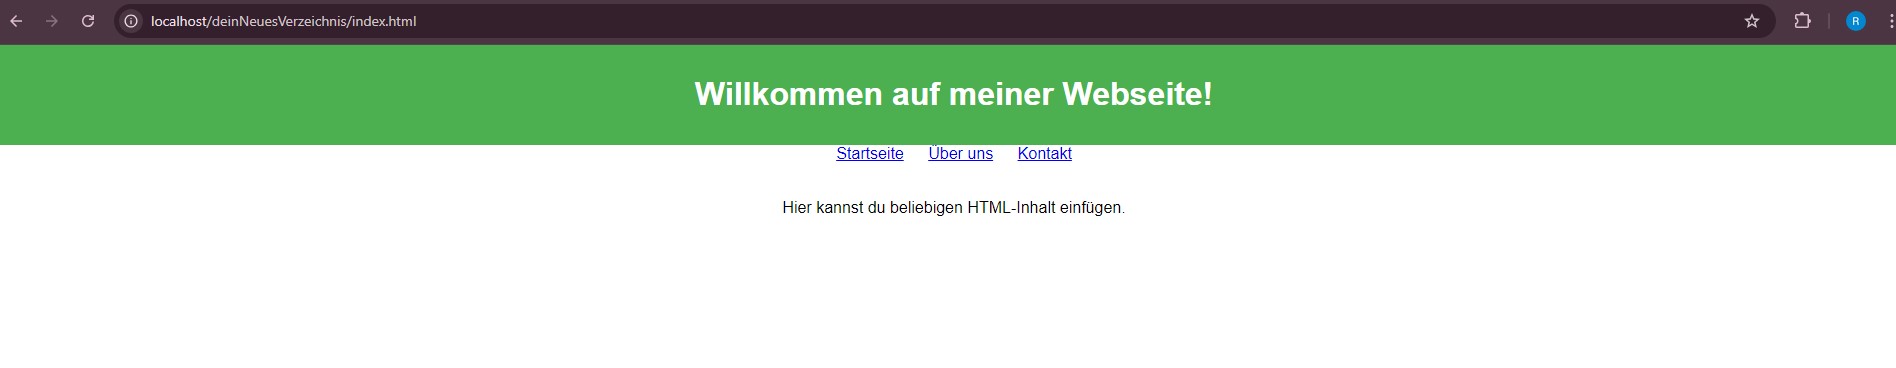 localhost/deinNeuesVerzeichnis/index.html
R
Willkommen auf meiner Webseite!
Startseite Über uns Kontakt
Hier kannst du beliebigen HTML-Inhalt einfügen.